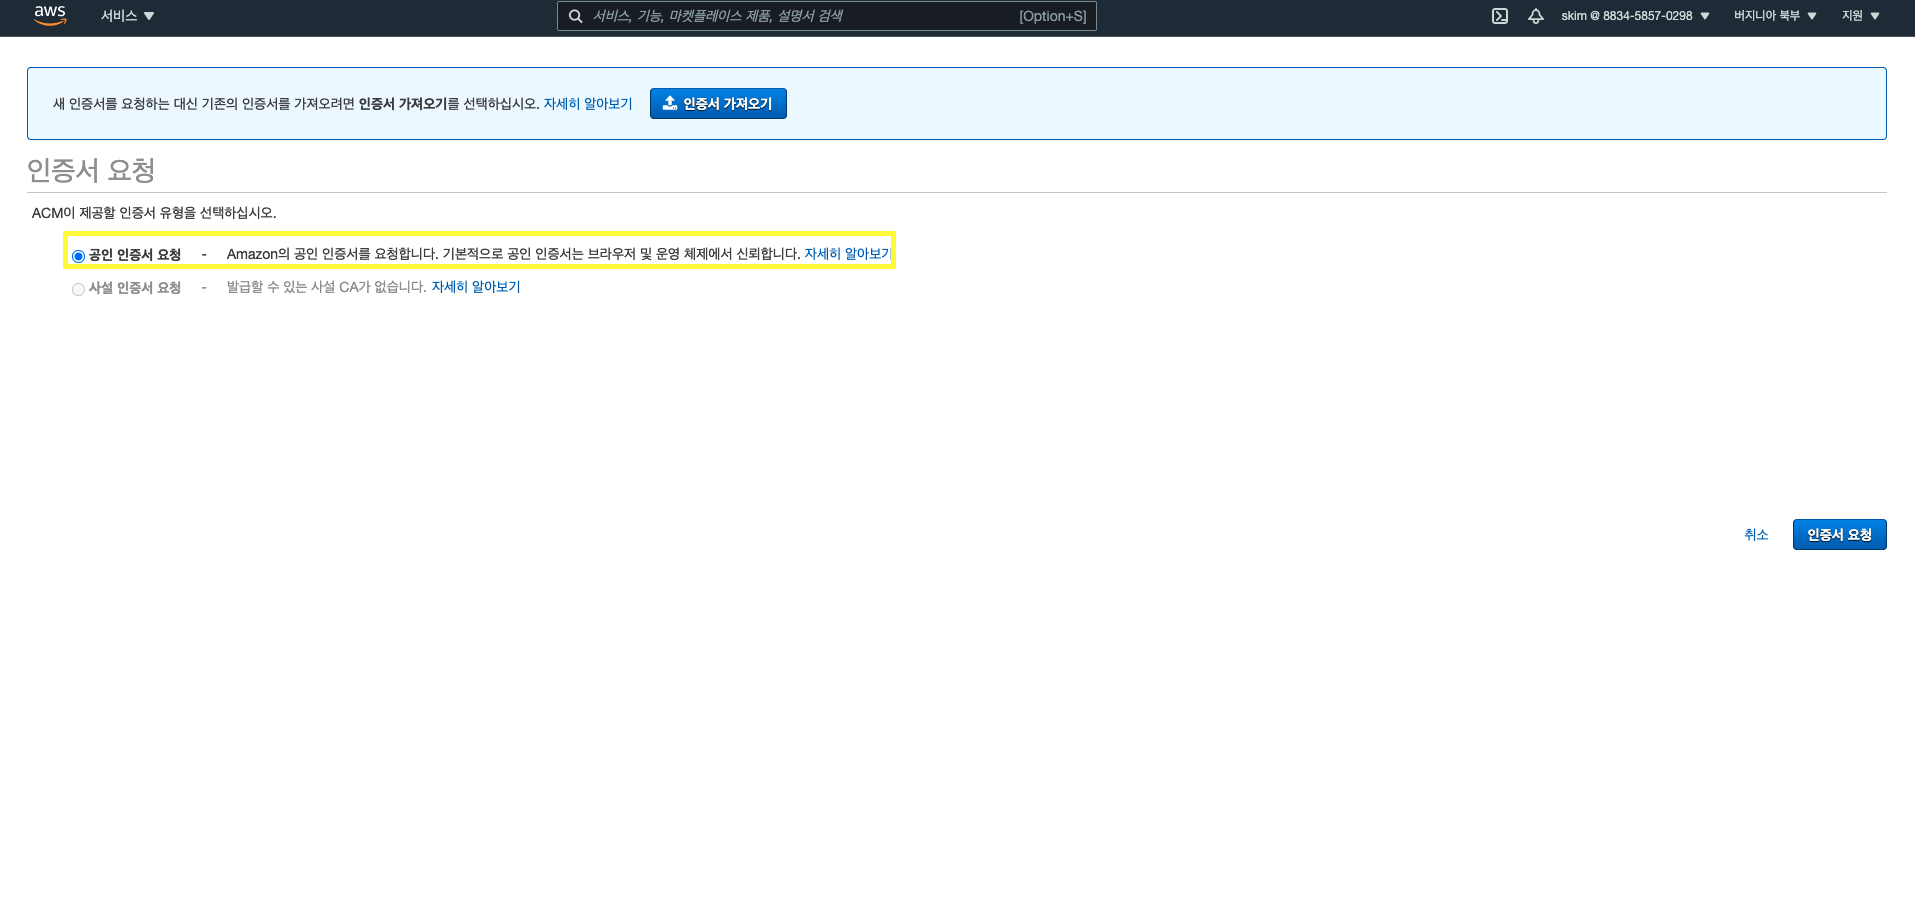 aws 서비스 서비스, 기능, 마켓플레이스 제품, 설명서 검색 [Option+S] skim @ 8834-5857-0298 버지니아 북부 지원
새 인증서를 요청하는 대신 기존의 인증서를 가져오려면 인증서 가져오기를 선택하십시오. 자세히 알아보기 인증서 가져오기
인증서 요청
ACM이 제공할 인증서 유형을 선택하십시오.
공인 인증서 요청 - Amazon의 공인 인증서를 요청합니다. 기본적으로 공인 인증서는 브라우저 및 운영 체제에서 신뢰합니다. 자세히 알아보기
사설 인증서 요청 - 발급할 수 있는 사설 CA가 없습니다. 자세히 알아보기
취소 인증서 요청